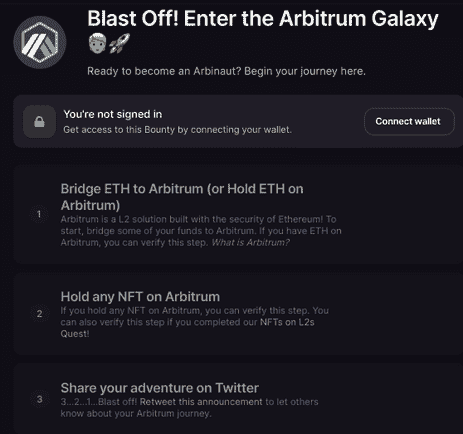 Blast Off! Enter the Arbitrum Galaxy
👨🏼‍🚀🚀
Ready to become an Arbinaut? Begin your journey here.
You're not signed in
Get access to this Bounty by connecting your wallet.
Connect wallet
Bridge ETH to Arbitrum (or Hold ETH on
Arbitrum)
1
Arbitrum is a L2 solution built with the security of Ethereum! To
start, bridge some of your funds to Arbitrum. If you have ETH on
Arbitrum, you can verify this step. What is Arbitrum?
Hold any NFT on Arbitrum
2
If you hold any NFT on Arbitrum, you can verify this step. You
can also verify this step if you completed our NFTs on L2s
Quest!
Share your adventure on Twitter
3
3...2...1...Blast off! Retweet this announcement to let others
know about your Arbitrum journey.